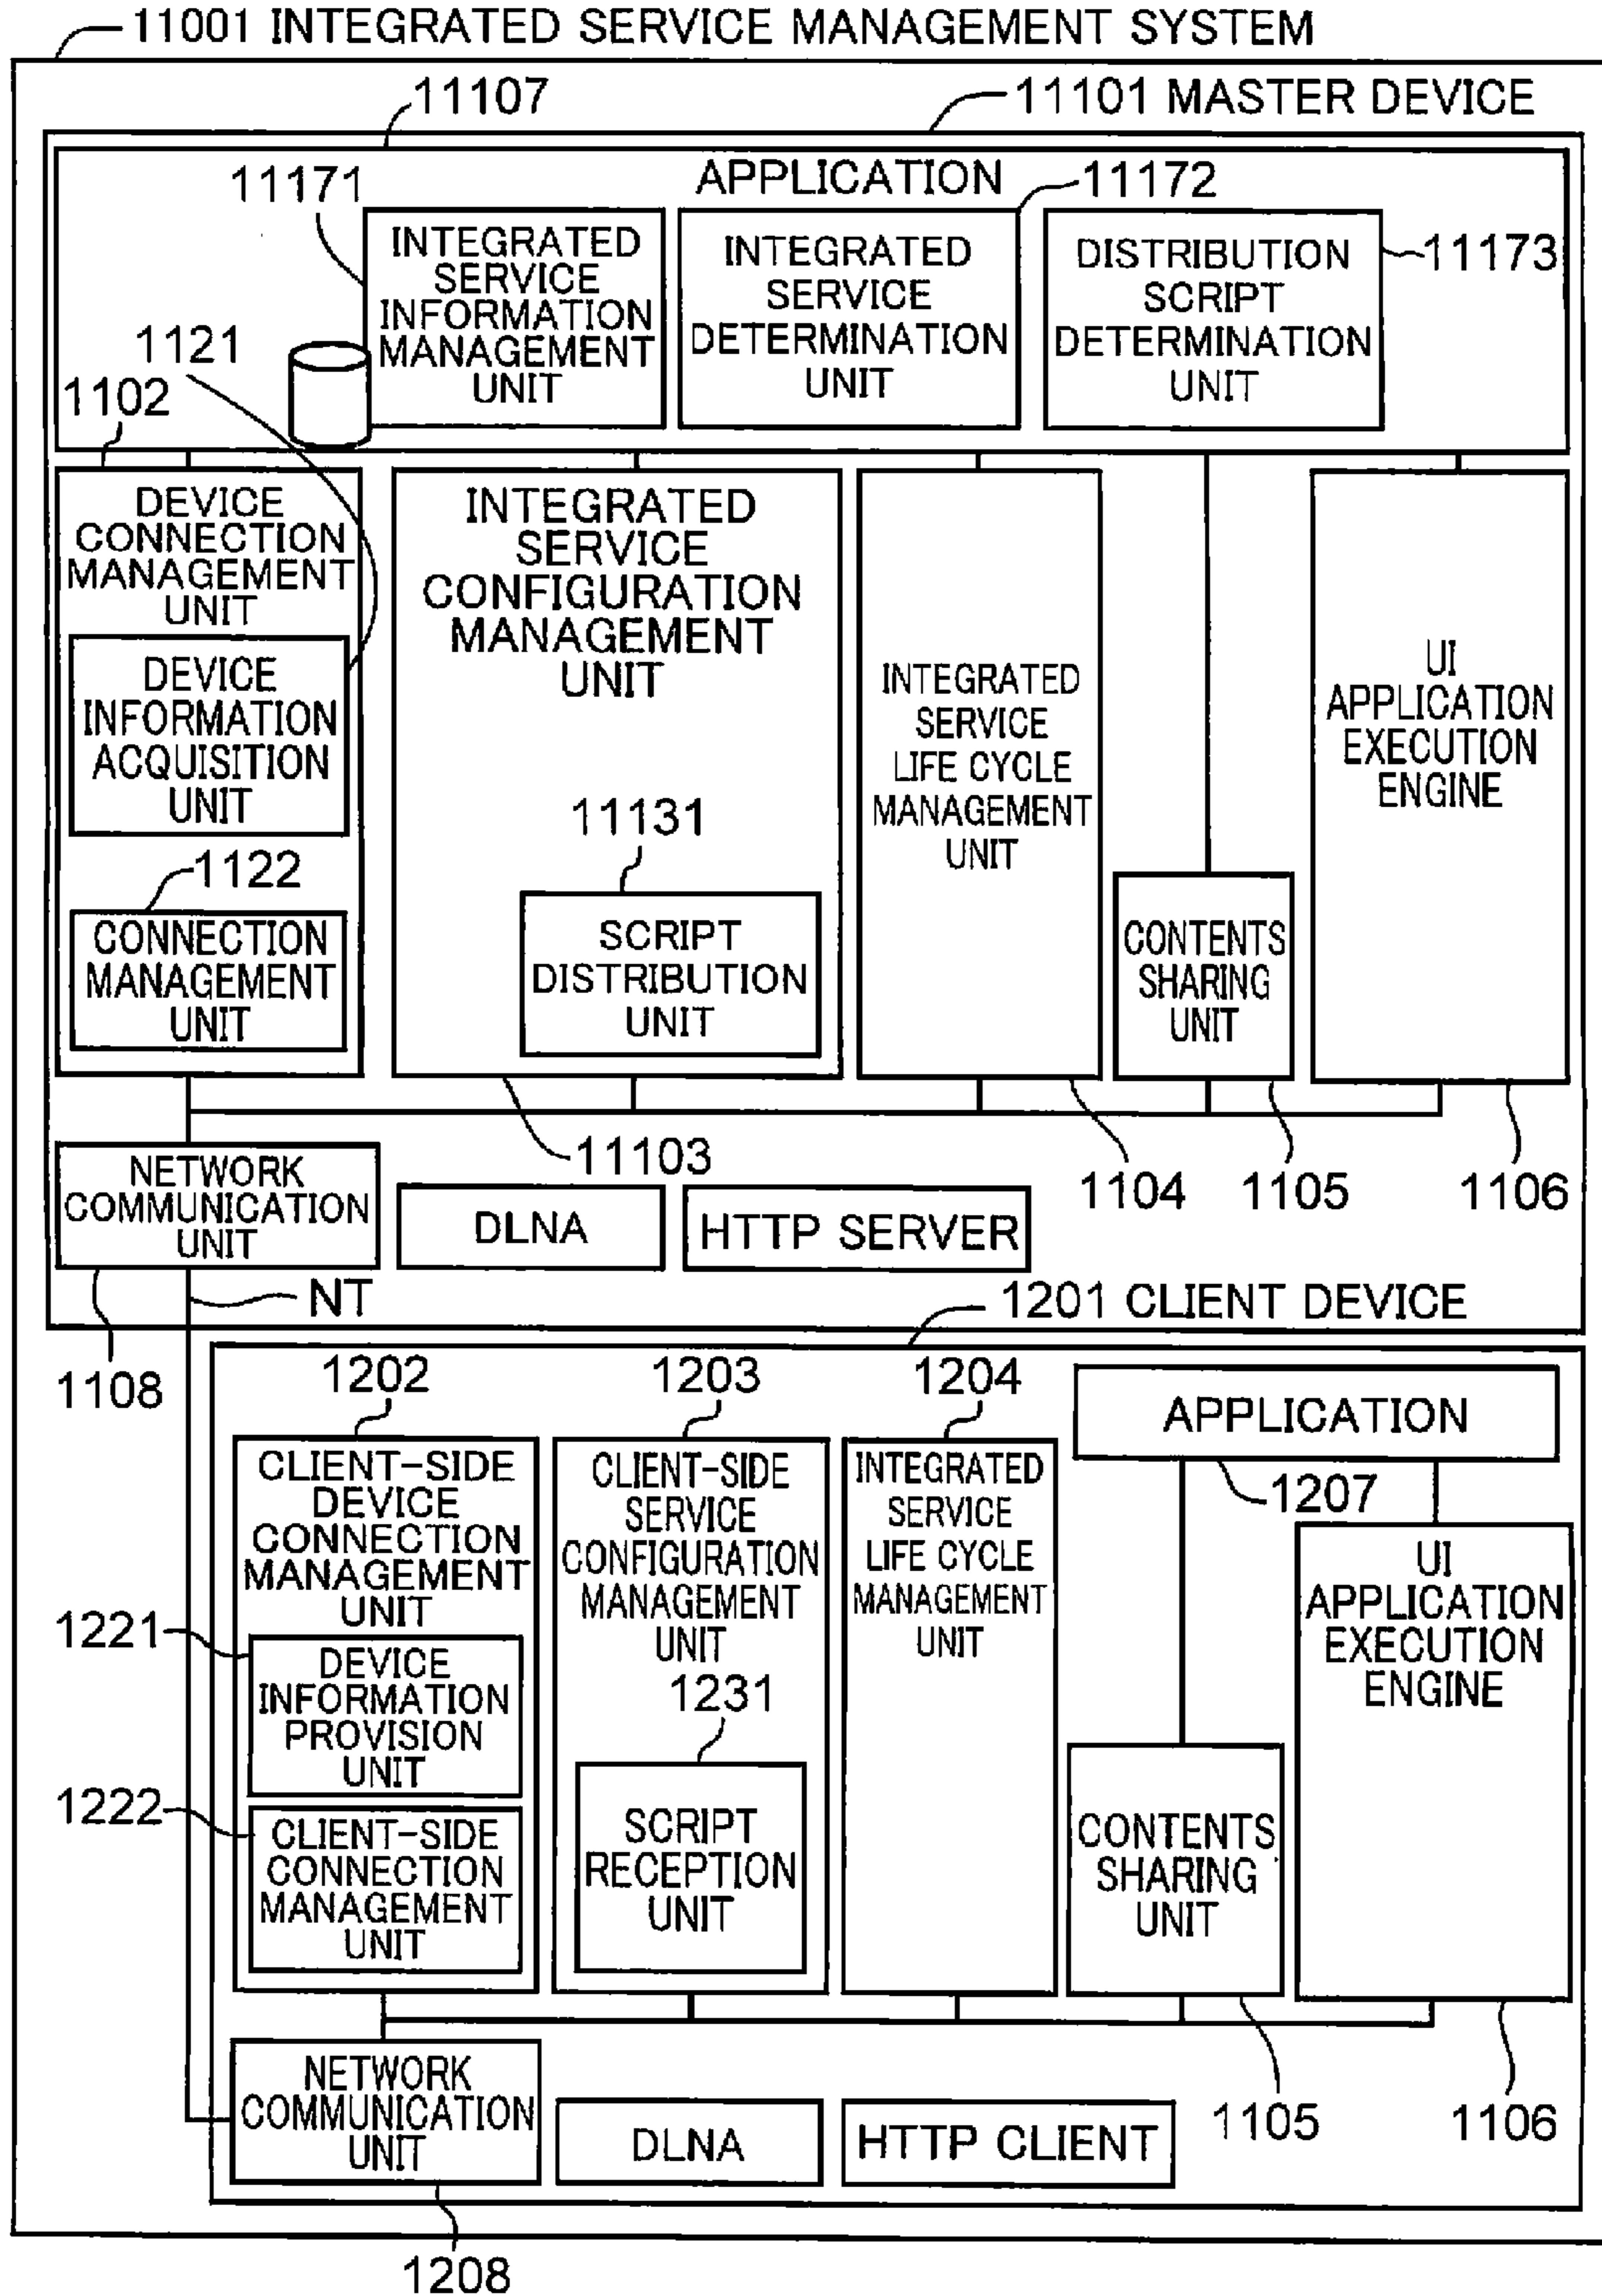 11001 INTEGRATED SERVICE MANAGEMENT SYSTEM
11107
11101 MASTER DEVICE
11171
APPLICATION
11172
INTEGRATED
SERVICE
INFORMATION
MANAGEMENT
UNIT
INTEGRATED
SERVICE
DETERMINATION
UNIT
DISTRIBUTION
SCRIPT
DETERMINATION
UNIT
11173
1121
1102
DEVICE
CONNECTION
MANAGEMENT
UNIT
DEVICE
INFORMATION
ACQUISITION
UNIT
1122
CONNECTION
MANAGEMENT
UNIT
INTEGRATED
SERVICE
CONFIGURATION
MANAGEMENT
UNIT
11131
SCRIPT
DISTRIBUTION
UNIT
INTEGRATED
SERVICE
LIFE CYCLE
MANAGEMENT
UNIT
CONTENTS
SHARING
UNIT
UI
APPLICATION
EXECUTION
ENGINE
11103
1104
1105
1106
NETWORK
COMMUNICATION
UNIT
DLNA
HTTP SERVER
NT
1201 CLIENT DEVICE
1108
1202
1203
1204
APPLICATION
1207
CLIENT-SIDE
DEVICE
CONNECTION
MANAGEMENT
UNIT
1221
DEVICE
INFORMATION
PROVISION
UNIT
1222
CLIENT-SIDE
CONNECTION
MANAGEMENT
UNIT
CLIENT-SIDE
SERVICE
CONFIGURATION
MANAGEMENT
UNIT
1231
SCRIPT
RECEPTION
UNIT
INTEGRATED
SERVICE
LIFE CYCLE
MANAGEMENT
UNIT
CONTENTS
SHARING
UNIT
UI
APPLICATION
EXECUTION
ENGINE
NETWORK
COMMUNICATION
UNIT
DLNA
HTTP CLIENT
1105
1106
1208